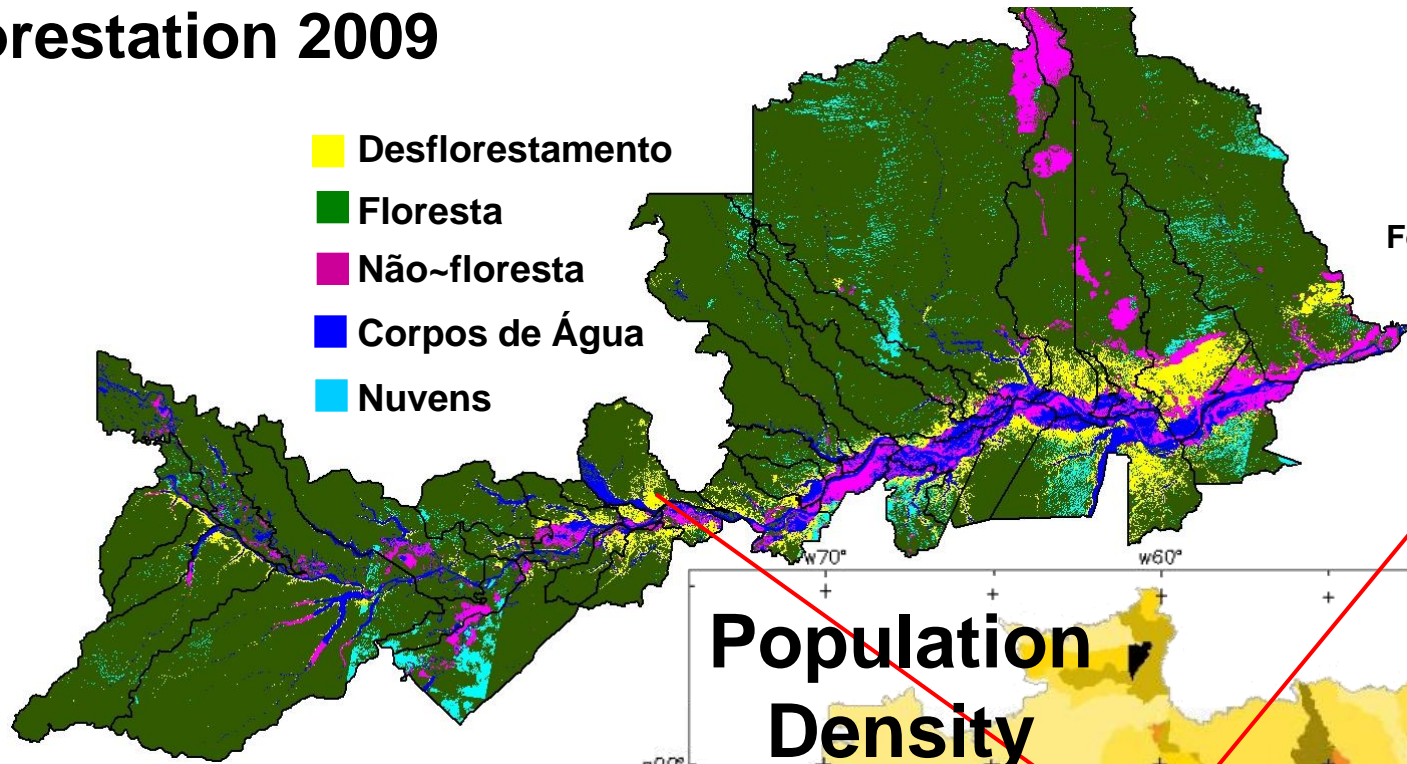 orestation 2009
Desflorestamento
Floresta
Não~floresta
Corpos de Água
Nuvens
w70°
w60°
Population
Density